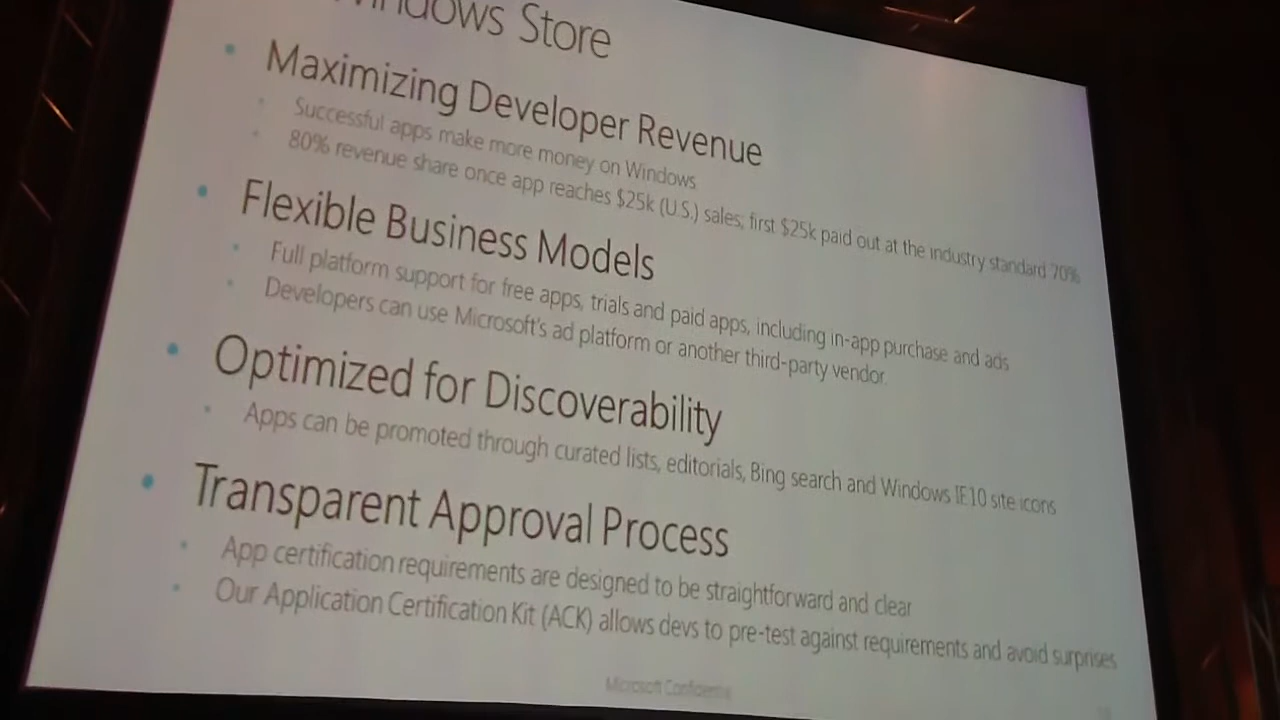 Windows Store
Maximizing Developer Revenue
Successful apps make more money on Windows
80% revenue share once app reaches $25k (U.S.) sales; first $25k paid out at the industry standard 70%
Flexible Business Models
Full platform support for free apps, trials and paid apps, including in-app purchase and ads
Developers can use Microsoft's ad platform or another third-party vendor
Optimized for Discoverability
Apps can be promoted through curated lists, editorials, Bing search and Windows IE10 site icons
Transparent Approval Process
App certification requirements are designed to be straightforward and clear
Our Application Certification Kit (ACK) allows devs to pre-test against requirements and avoid surprises
Microsoft Confidential